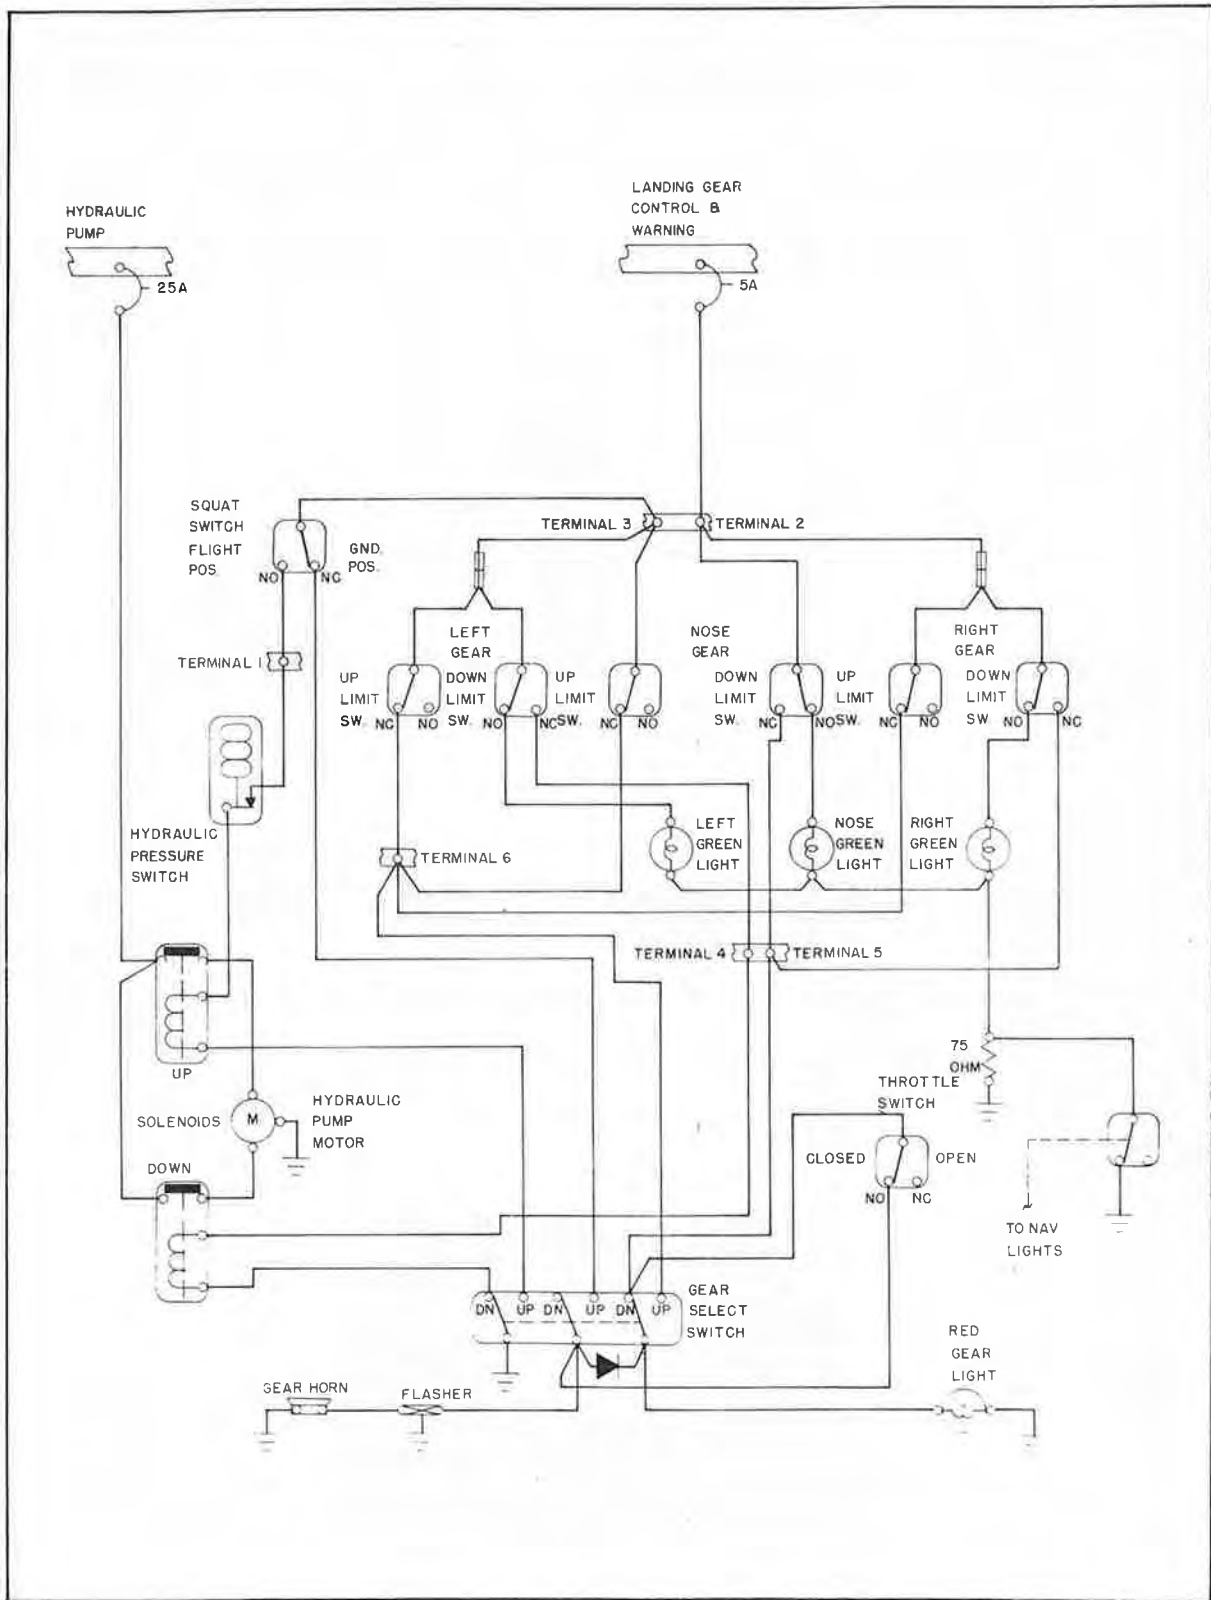 HYDRAULIC
PUMP
25A
LANDING GEAR
CONTROL &
WARNING
5A
SQUAT
SWITCH
FLIGHT
POS.
GND.
POS.
NO
NC
TERMINAL 3
TERMINAL 2
TERMINAL 1
LEFT
GEAR
NOSE
GEAR
RIGHT
GEAR
UP
LIMIT
SW.
NC
NO
DOWN
LIMIT
SW.
NO
NC
UP
LIMIT
SW.
NC
NO
DOWN
LIMIT
SW.
NC
NO
UP
LIMIT
SW.
NC
NO
DOWN
LIMIT
SW
NO
NC
HYDRAULIC
PRESSURE
SWITCH
TERMINAL 6
LEFT
GREEN
LIGHT
NOSE
GREEN
LIGHT
RIGHT
GREEN
LIGHT
TERMINAL 4
TERMINAL 5
UP
SOLENOIDS
M
HYDRAULIC
PUMP
MOTOR
DOWN
75
OHM
THROTTLE
SWITCH
CLOSED
OPEN
NO
NC
TO NAV
LIGHTS
DN
UP
DN
UP
DN
UP
GEAR
SELECT
SWITCH
GEAR HORN
FLASHER
RED
GEAR
LIGHT